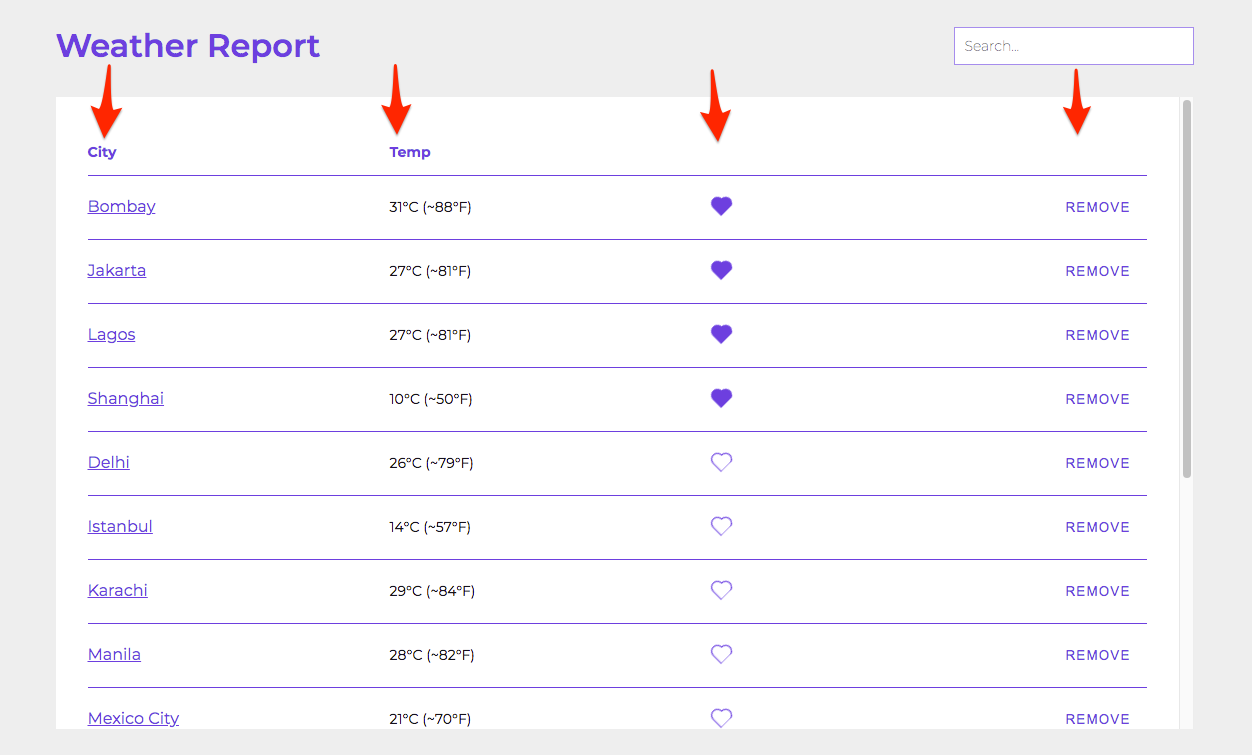 Weather Report
Search...
City Temp
Bombay 31°C (~88°F) REMOVE
Jakarta 27°C (~81°F) REMOVE
Lagos 27°C (~81°F) REMOVE
Shanghai 10°C (~50°F) REMOVE
Delhi 26°C (~79°F) REMOVE
Istanbul 14°C (~57°F) REMOVE
Karachi 29°C (~84°F) REMOVE
Manila 28°C (~82°F) REMOVE
Mexico City 21°C (~70°F) REMOVE